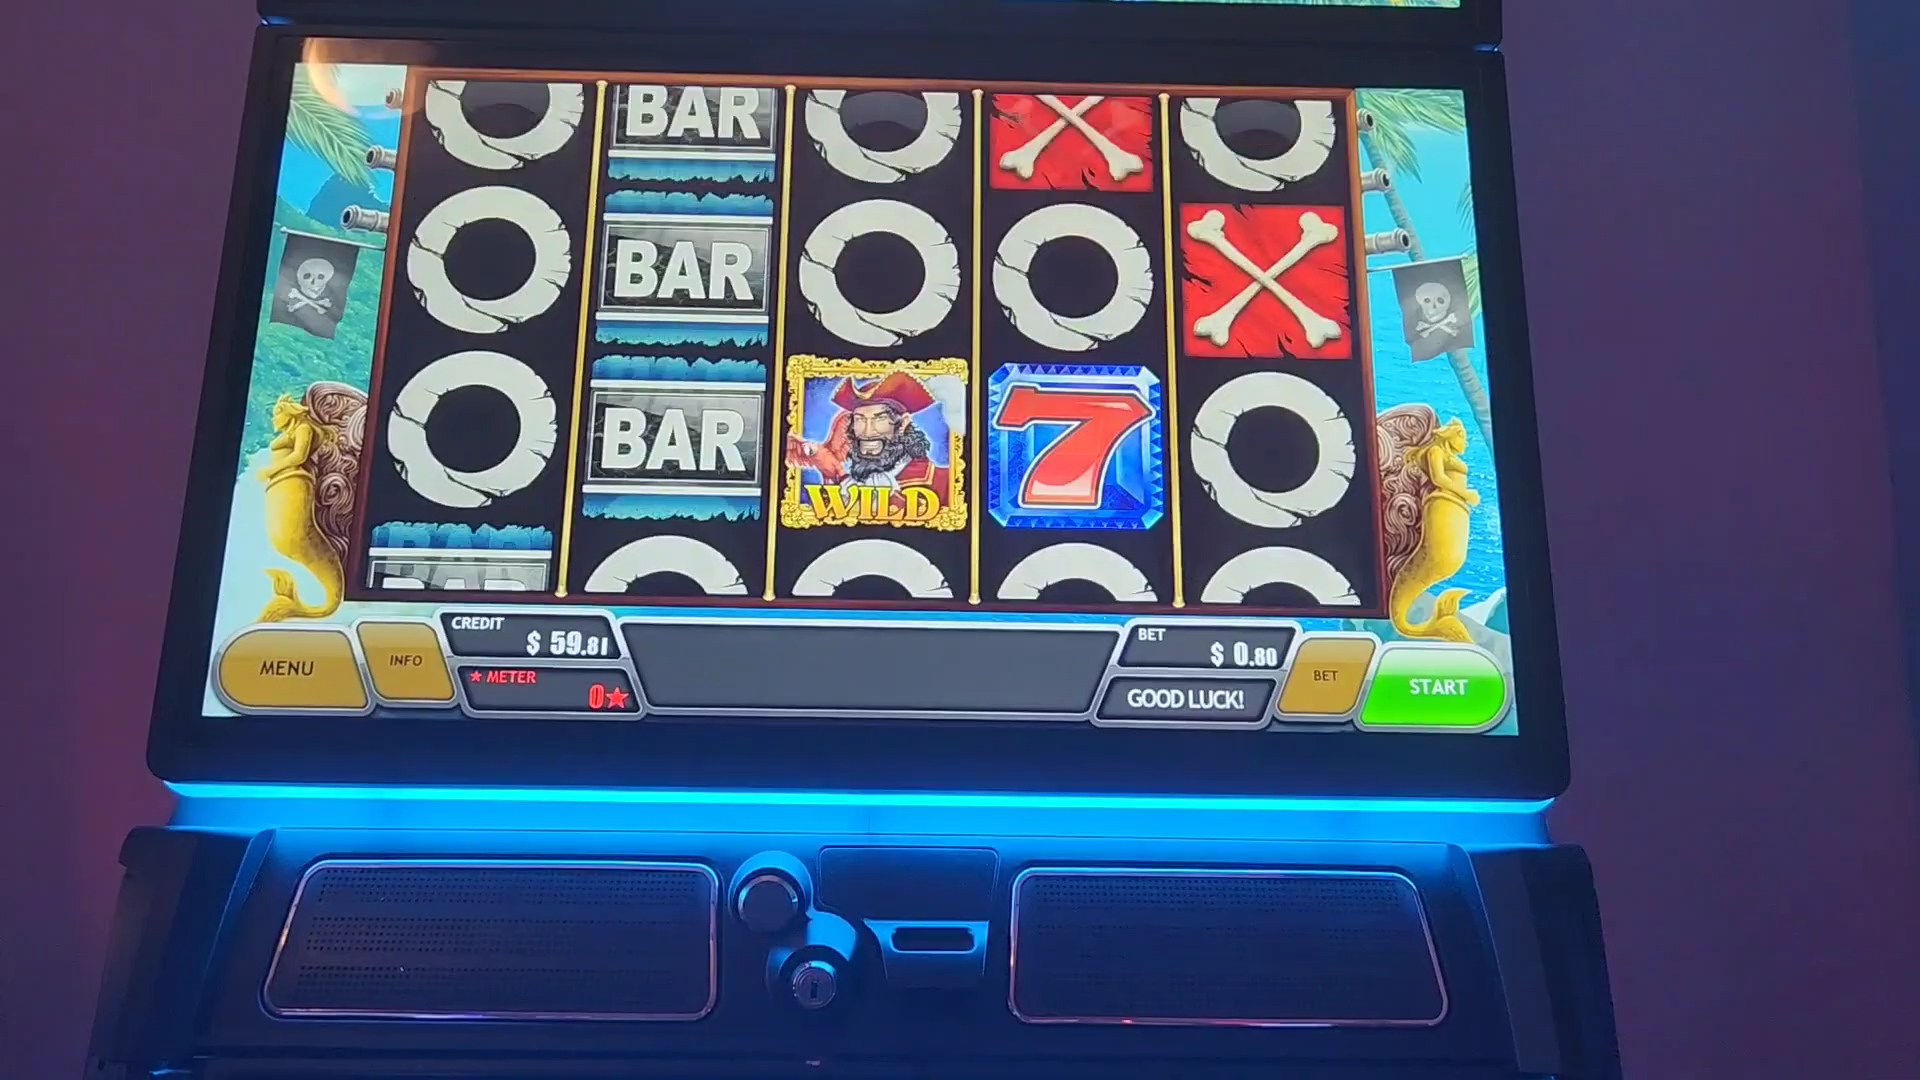 BAR
BAR
BAR
WILD
7
BAR
MENU
INFO
CREDIT
$ 59.81
★ METER
0★
BET
$ 0.80
GOOD LUCK!
BET
START